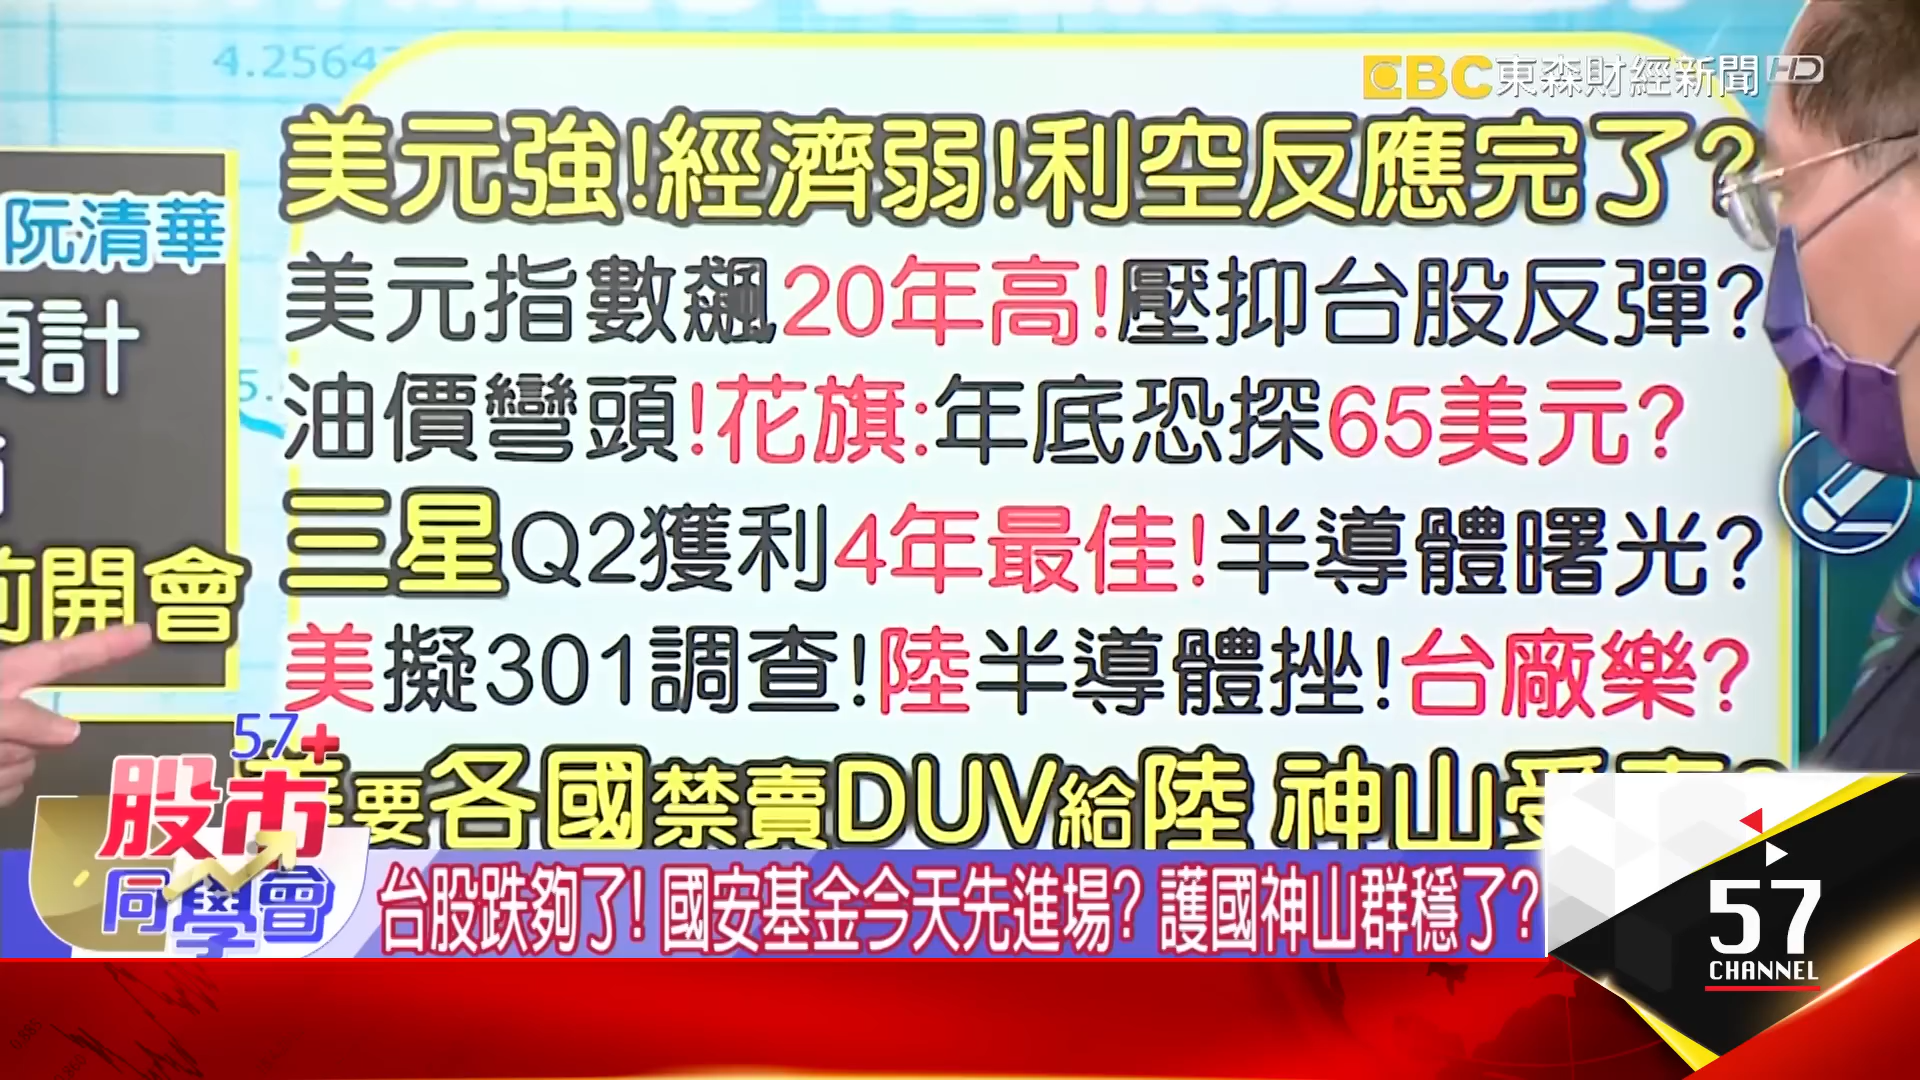 4.2564
EBC東森財經新聞HD
美元強!經濟弱!利空反應完了?
阮清華
美元指數飆20年高!壓抑台股反彈?
預計
油價彎頭!花旗:年底恐探65美元?
5.
三星Q2獲利4年最佳!半導體曙光?
前開會
美擬301調查!陸半導體挫!台廠樂?
57+
股市
同學會
美要各國禁賣DUV給陸 神山受害?
台股跌夠了! 國安基金今天先進場? 護國神山群穩了?
57
CHANNEL